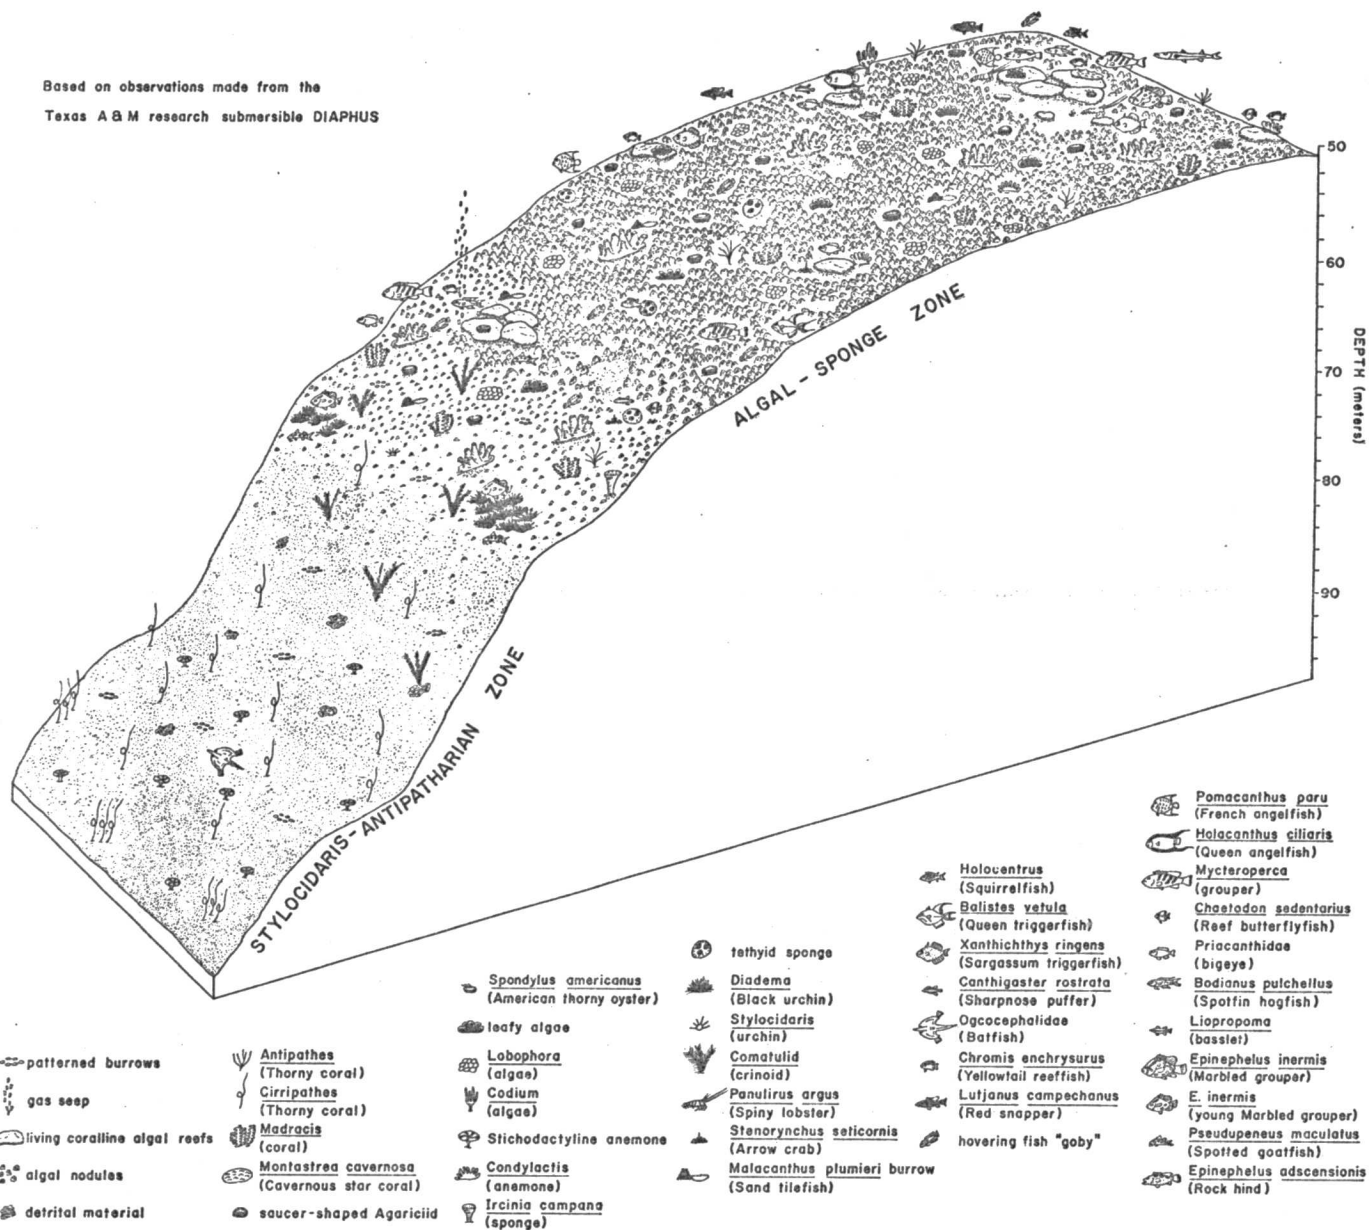 Based on observations made from the
Texas A & M research submersible DIAPHUS
50
60
70
80
90
DEPTH (meters)
ALGAL - SPONGE ZONE
STYLOCIDARIS - ANTIPATHARIAN ZONE
patterned burrows
gas seep
living coralline algal reefs
algal nodules
detrital material
Antipathes
(Thorny coral)
Cirripathes
(Thorny coral)
Madracis
(coral)
Montastrea cavernosa
(Cavernous star coral)
saucer-shaped Agariciid
Spondylus americanus
(American thorny oyster)
leafy algae
Lobophora
(algae)
Codium
(algae)
Stichodactyline anemone
Condylactis
(anemone)
Ircinia campana
(sponge)
tethyid sponge
Diadema
(Black urchin)
Stylocidaris
(urchin)
Comatulid
(crinoid)
Panulirus argus
(Spiny lobster)
Stenorynchus seticornis
(Arrow crab)
Malacanthus plumieri burrow
(Sand tilefish)
Holocentrus
(Squirrelfish)
Balistes vetula
(Queen triggerfish)
Xanthichthys ringens
(Sargassum triggerfish)
Canthigaster rostrata
(Sharpnose puffer)
Ogcocephalidae
(Batfish)
Chromis enchrysurus
(Yellowtail reeffish)
Lutjanus campechanus
(Red snapper)
hovering fish "goby"
Pomacanthus paru
(French angelfish)
Holacanthus ciliaris
(Queen angelfish)
Mycteroperca
(grouper)
Chaetodon sedentarius
(Reef butterflyfish)
Priacanthidae
(bigeye)
Bodianus pulchellus
(Spotfin hogfish)
Liopropoma
(basslet)
Epinephelus inermis
(Marbled grouper)
E. inermis
(young Marbled grouper)
Pseudupeneus maculatus
(Spotted goatfish)
Epinephelus adscensionis
(Rock hind)